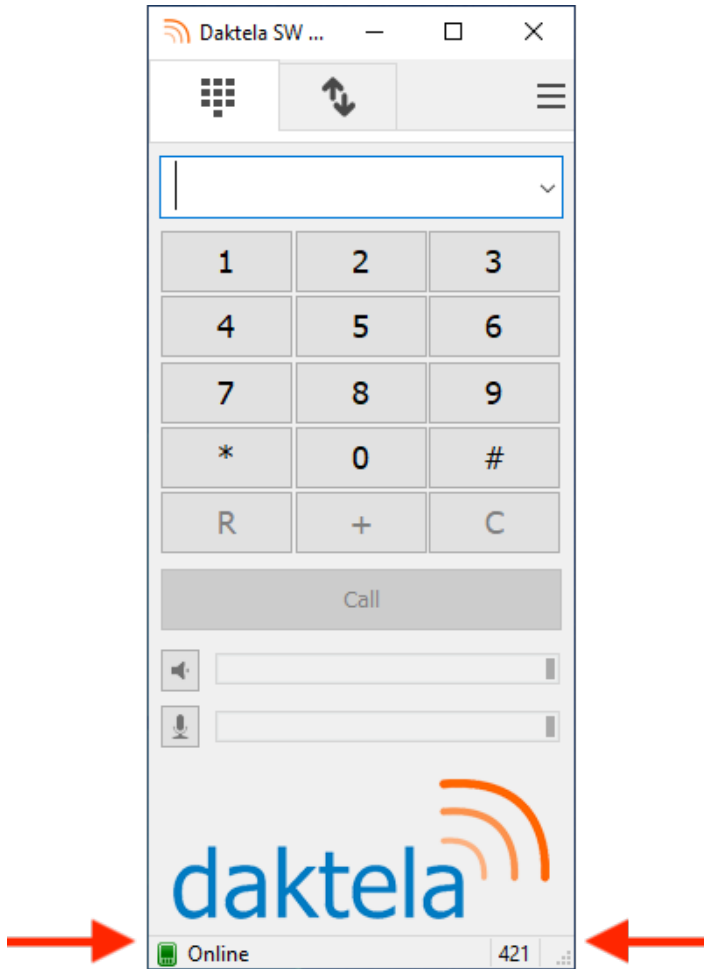 Daktela SW ...
1 2 3
4 5 6
7 8 9
* 0 #
R + C
Call
daktela
Online 421